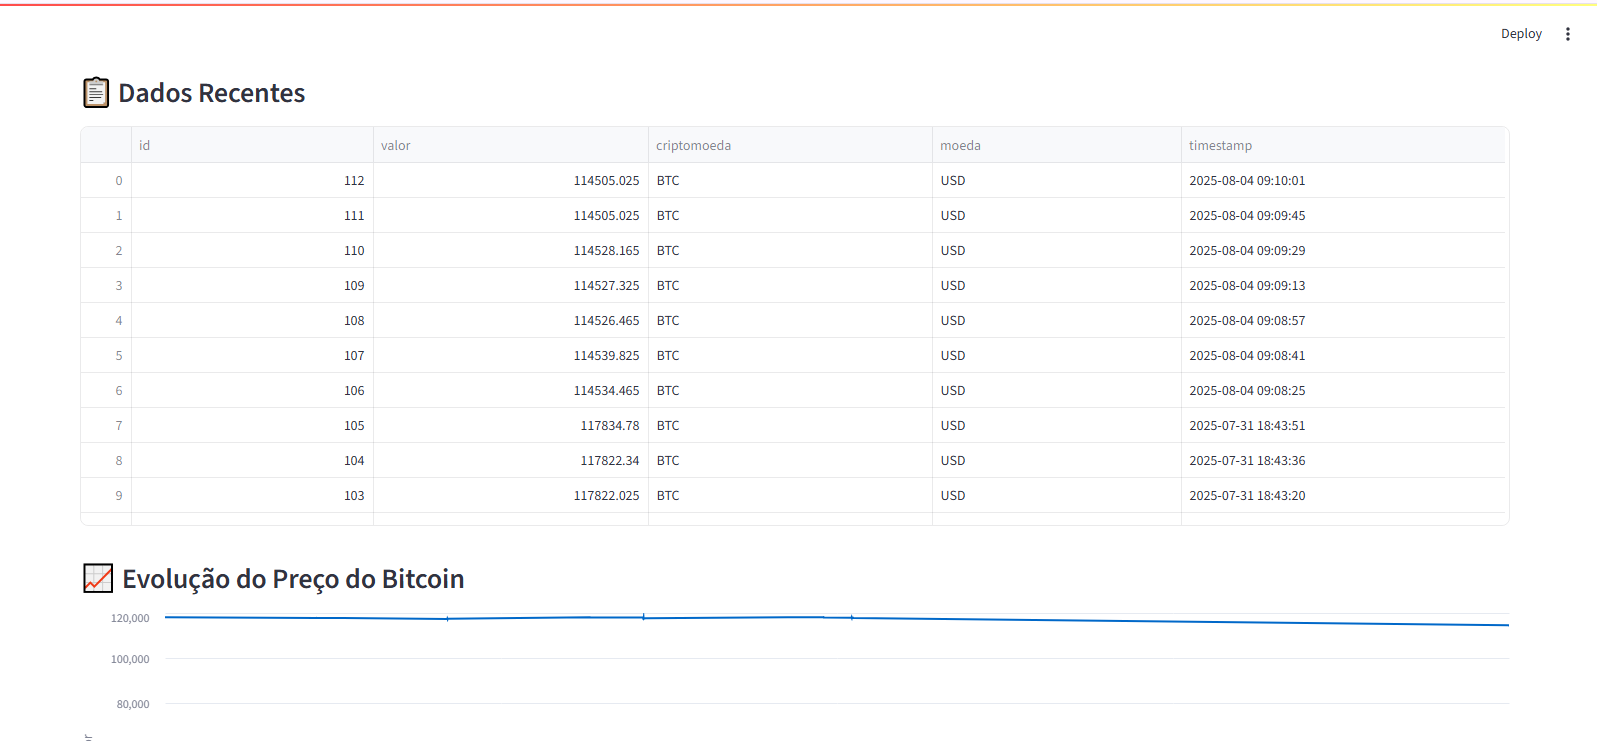 Deploy
Dados Recentes
id valor criptomoeda moeda timestamp
0 112 114505.025 BTC USD 2025-08-04 09:10:01
1 111 114505.025 BTC USD 2025-08-04 09:09:45
2 110 114528.165 BTC USD 2025-08-04 09:09:29
3 109 114527.325 BTC USD 2025-08-04 09:09:13
4 108 114526.465 BTC USD 2025-08-04 09:08:57
5 107 114539.825 BTC USD 2025-08-04 09:08:41
6 106 114534.465 BTC USD 2025-08-04 09:08:25
7 105 117834.78 BTC USD 2025-07-31 18:43:51
8 104 117822.34 BTC USD 2025-07-31 18:43:36
9 103 117822.025 BTC USD 2025-07-31 18:43:20
Evolução do Preço do Bitcoin
120,000
100,000
80,000